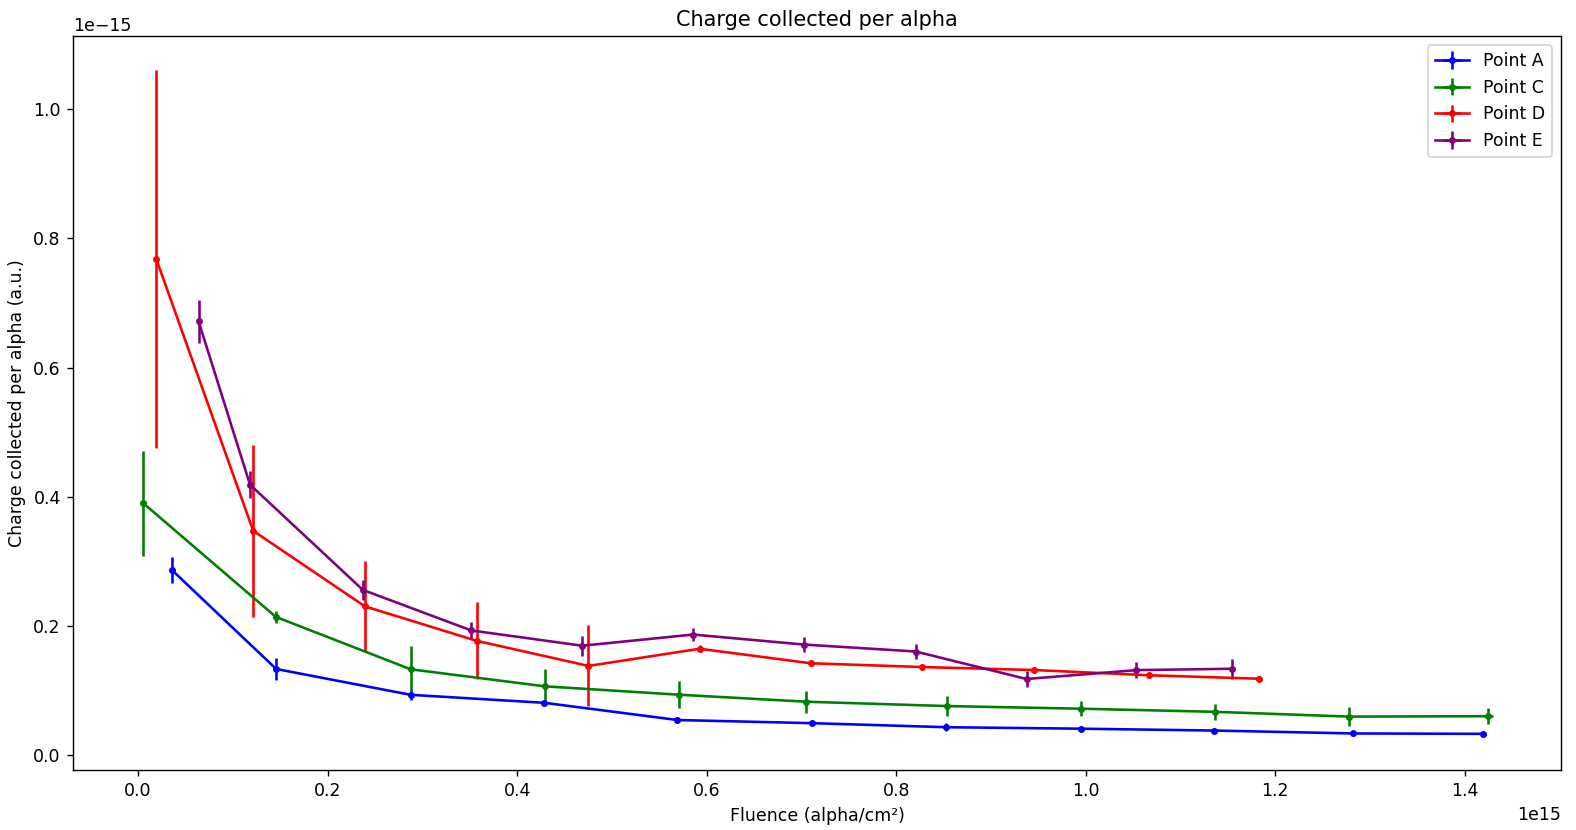 Charge collected per alpha
1e−15
Point A
Point C
Point D
Point E
Charge collected per alpha (a.u.)
1.0
0.8
0.6
0.4
0.2
0.0
0.0 0.2 0.4 0.6 0.8 1.0 1.2 1.4
Fluence (alpha/cm²)
1e15